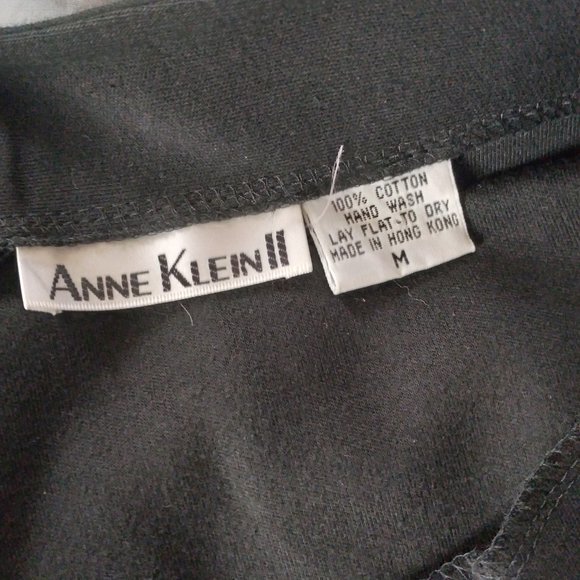 ANNE KLEIN II
100% COTTON
HAND WASH
LAY FLAT TO DRY
MADE IN HONG KONG
M